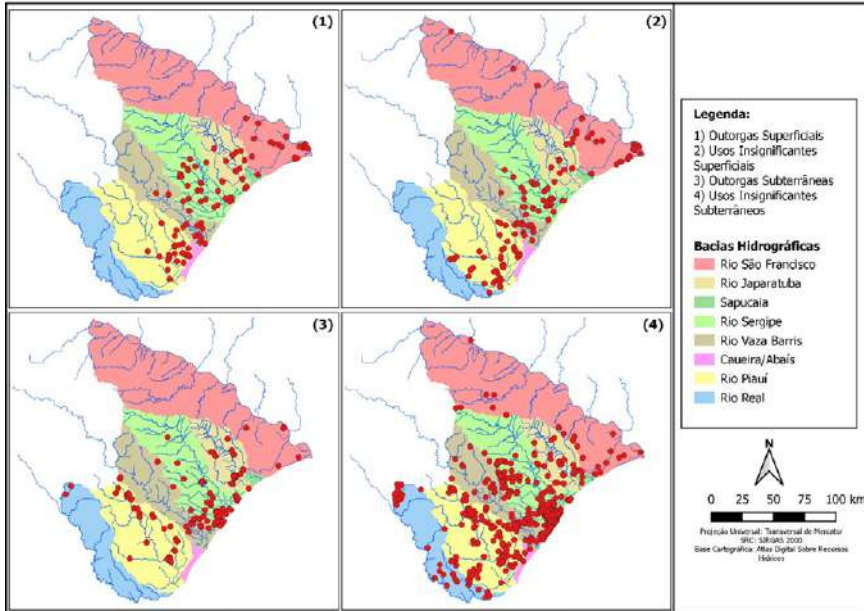 (1)
(2)
(3)
(4)
Legenda:
1) Outorgas Superficiais
2) Usos Insignificantes
Superficiais
3) Outorgas Subterrâneas
4) Usos Insignificantes
Subterrâneos
Bacias Hidrográficas
Rio São Francisco
Rio Japaratuba
Sapucaia
Rio Sergipe
Rio Vaza Barris
Caueira/Abaís
Rio Piauí
Rio Real
N
0 25 50 75 100 km
Projeção Universal: Transversal de Mercator
SRC: SIRGAS 2000
Base Cartográfica: Atlas Digital Sobre Recursos
Hídricos